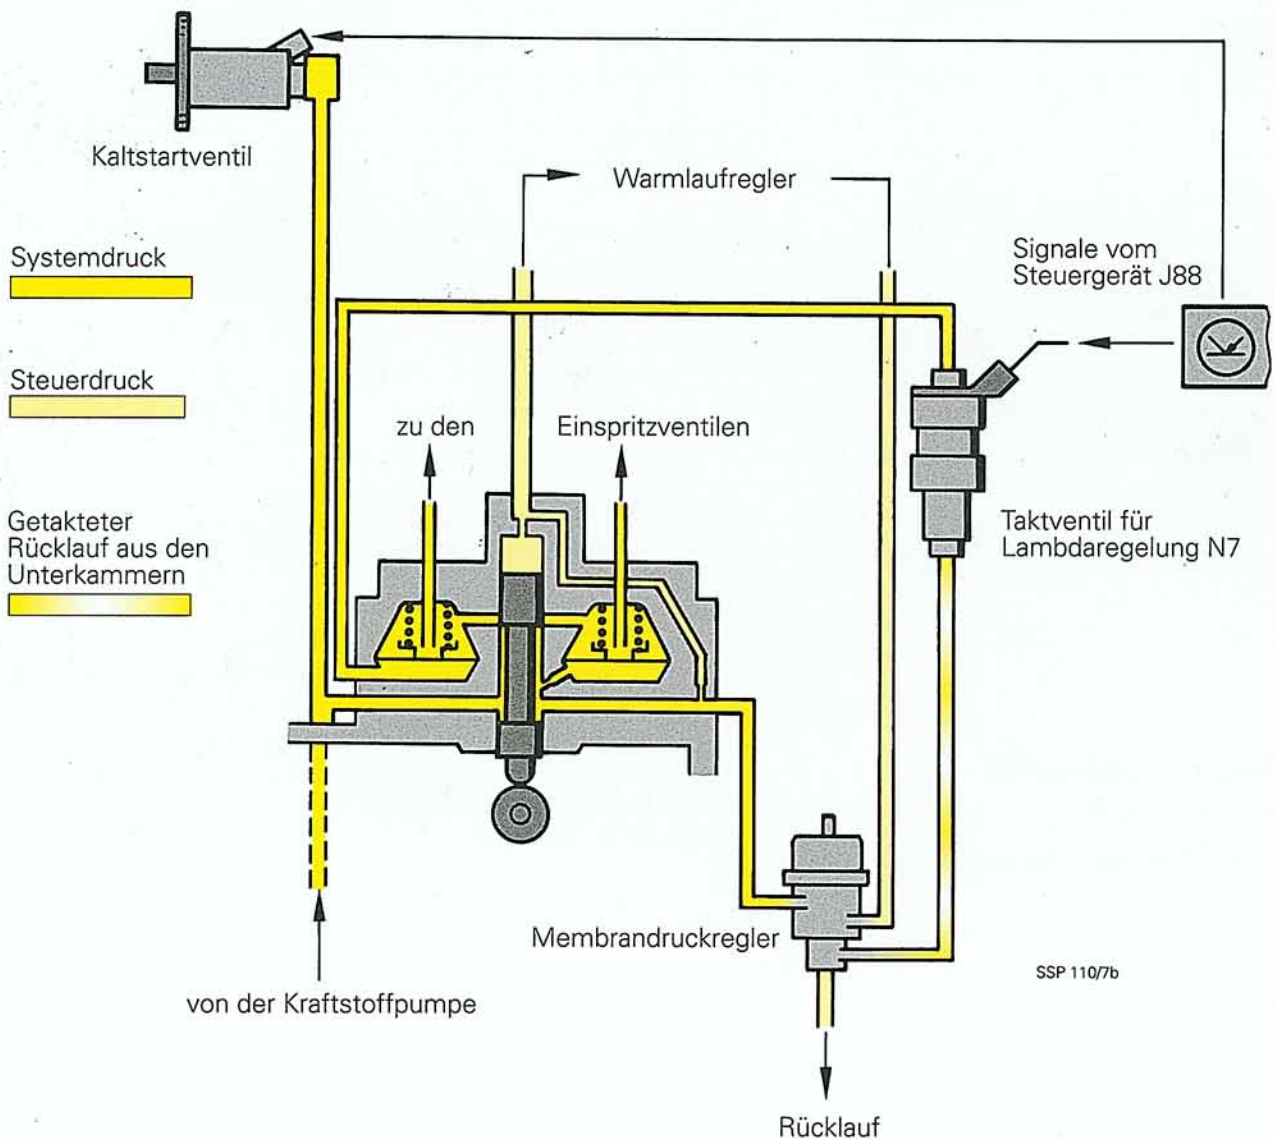 Kaltstartventil
Warmlaufregler
Systemdruck
Signale vom
Steuergerät J88
Steuerdruck
zu den Einspritzventilen
Getakteter
Rücklauf aus den
Unterkammern
Taktventil für
Lambdaregelung N7
Membrandruckregler
SSP 110/7b
von der Kraftstoffpumpe
Rücklauf